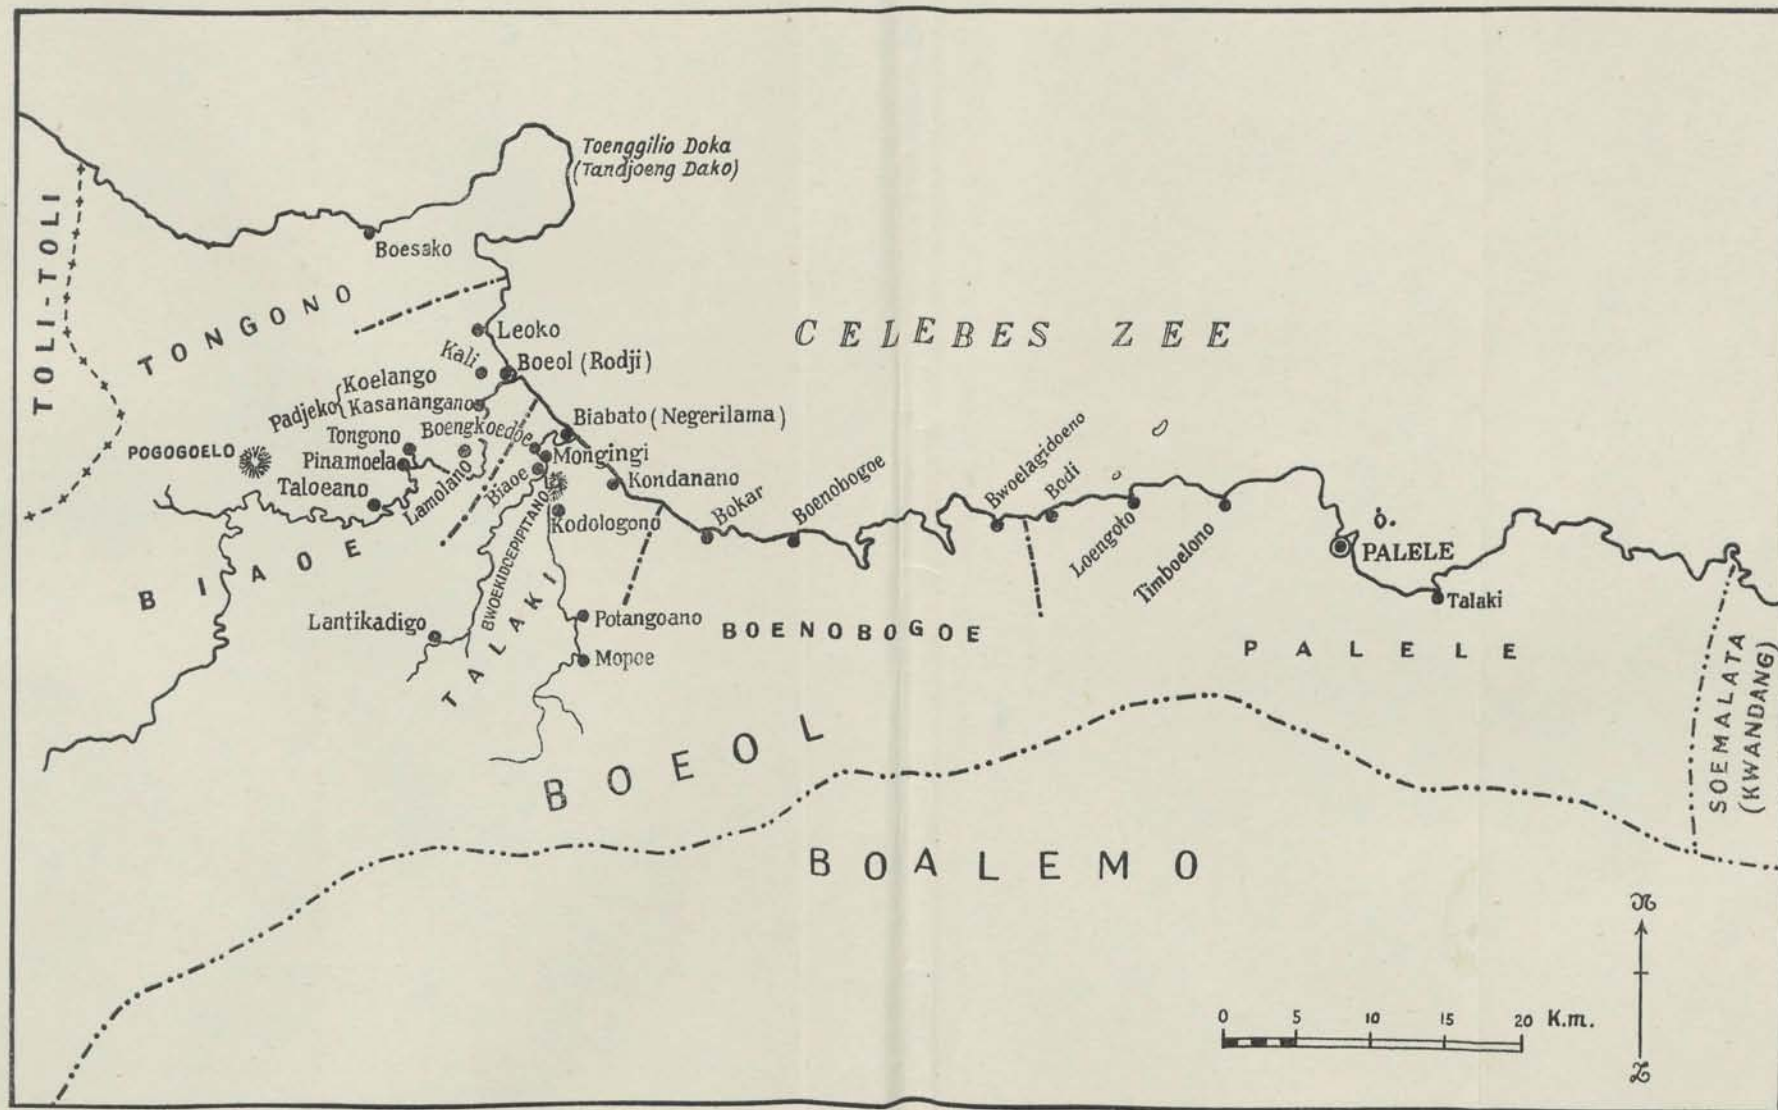 Toenggilio Doka
(Tandjoeng Dako)
TOLI-TOLI
Boesako
TONGONO
CELEBES ZEE
Leoko
Kali
Boeol (Rodji)
Padjeko
Koelango
Kasanangano
Biabato (Negerilama)
Boengkoedoe
Tongono
POGOGOELO
Pinamoela
Mongingi
Lamolano
Biaoe
Taloeano
Kondanano
Kodologono
Bokar
Boenobogoe
Bwoelagidoeno
Bodi
Loengoto
Timboelono
ò.
PALELE
Talaki
BIAOE
BWOEKIDOEPIPITANO
TALAKI
Lantikadigo
Potangoano
Mopoe
BOENOBOGOE
PALELE
SOEMALATA
(KWANDANG)
BOEOL
BOALEMO
N
0 5 10 15 20 K.m.
Z